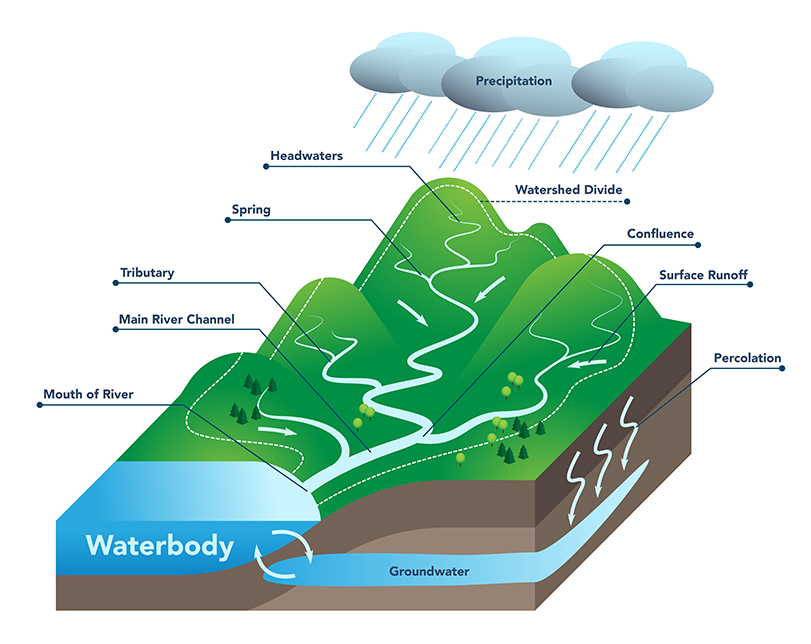 Precipitation
Headwaters
Watershed Divide
Spring
Confluence
Tributary
Surface Runoff
Main River Channel
Percolation
Mouth of River
Waterbody
Groundwater